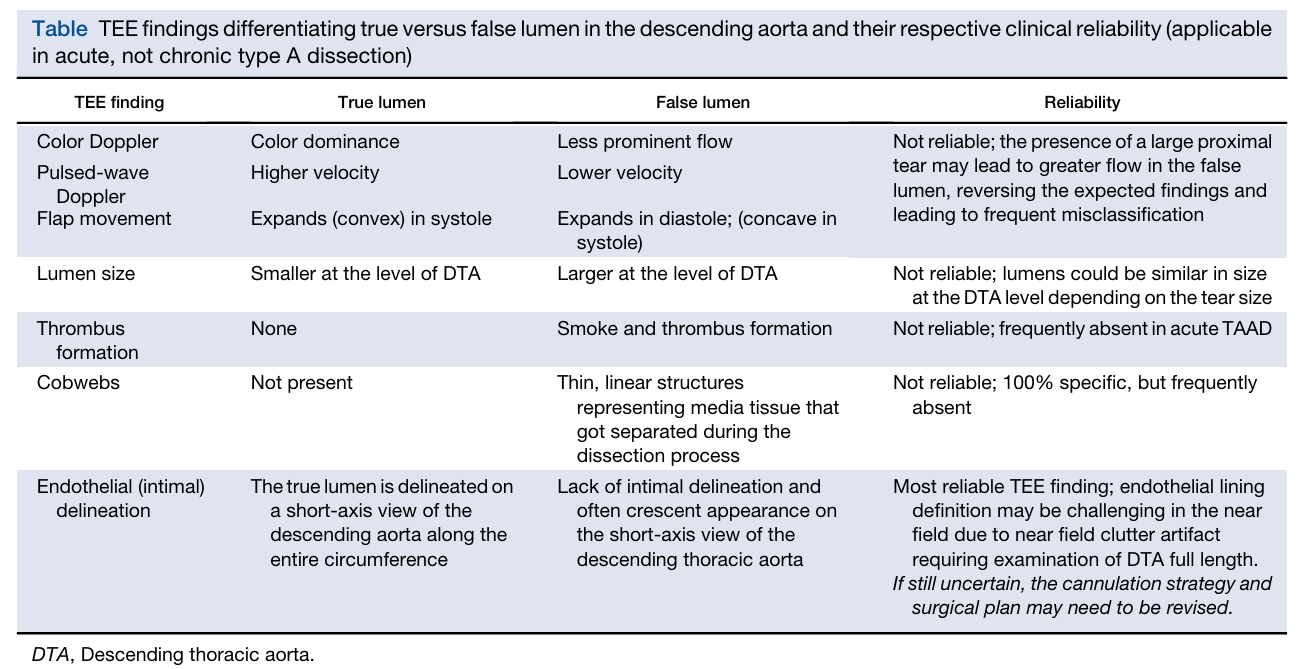 Table TEE findings differentiating true versus false lumen in the descending aorta and their respective clinical reliability (applicable
in acute, not chronic type A dissection)
TEE finding
True lumen
False lumen
Reliability
Color Doppler
Color dominance
Less prominent flow
Not reliable; the presence of a large proximal
tear may lead to greater flow in the false
lumen, reversing the expected findings and
leading to frequent misclassification
Pulsed-wave
Doppler
Higher velocity
Lower velocity
Flap movement
Expands (convex) in systole
Expands in diastole; (concave in
systole)
Lumen size
Smaller at the level of DTA
Larger at the level of DTA
Not reliable; lumens could be similar in size
at the DTA level depending on the tear size
Thrombus
formation
None
Smoke and thrombus formation
Not reliable; frequently absent in acute TAAD
Cobwebs
Not present
Thin, linear structures
representing media tissue that
got separated during the
dissection process
Not reliable; 100% specific, but frequently
absent
Endothelial (intimal)
delineation
The true lumen is delineated on
a short-axis view of the
descending aorta along the
entire circumference
Lack of intimal delineation and
often crescent appearance on
the short-axis view of the
descending thoracic aorta
Most reliable TEE finding; endothelial lining
definition may be challenging in the near
field due to near field clutter artifact
requiring examination of DTA full length.
If still uncertain, the cannulation strategy and
surgical plan may need to be revised.
DTA, Descending thoracic aorta.